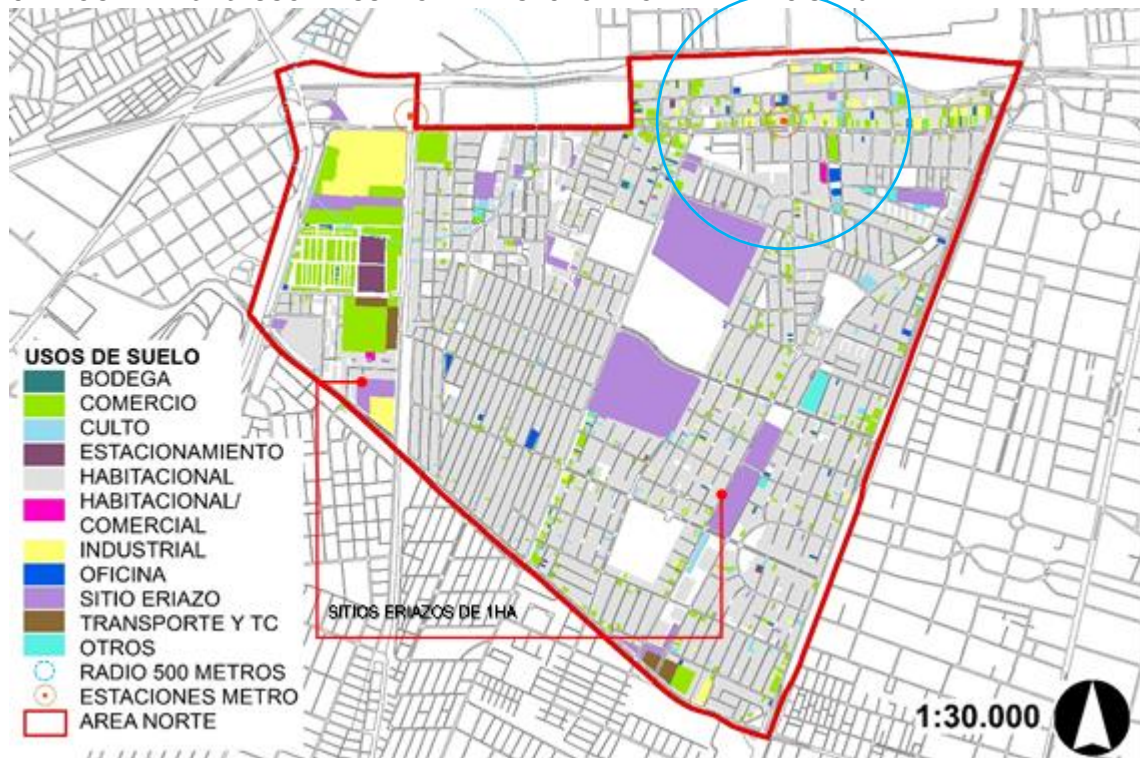 USOS DE SUELO
BODEGA
COMERCIO
CULTO
ESTACIONAMIENTO
HABITACIONAL
HABITACIONAL/
COMERCIAL
INDUSTRIAL
OFICINA
SITIO ERIAZO
TRANSPORTE Y TC
OTROS
RADIO 500 METROS
ESTACIONES METRO
AREA NORTE
SITIOS ERIAZOS DE 1HA
1:30.000